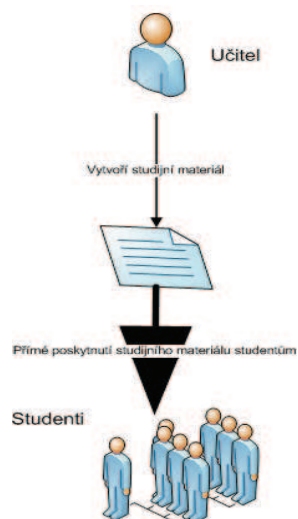 Učitel
Vytvoří studijní materiál
Přímé poskytnutí studijního materiálu studentům
Studenti